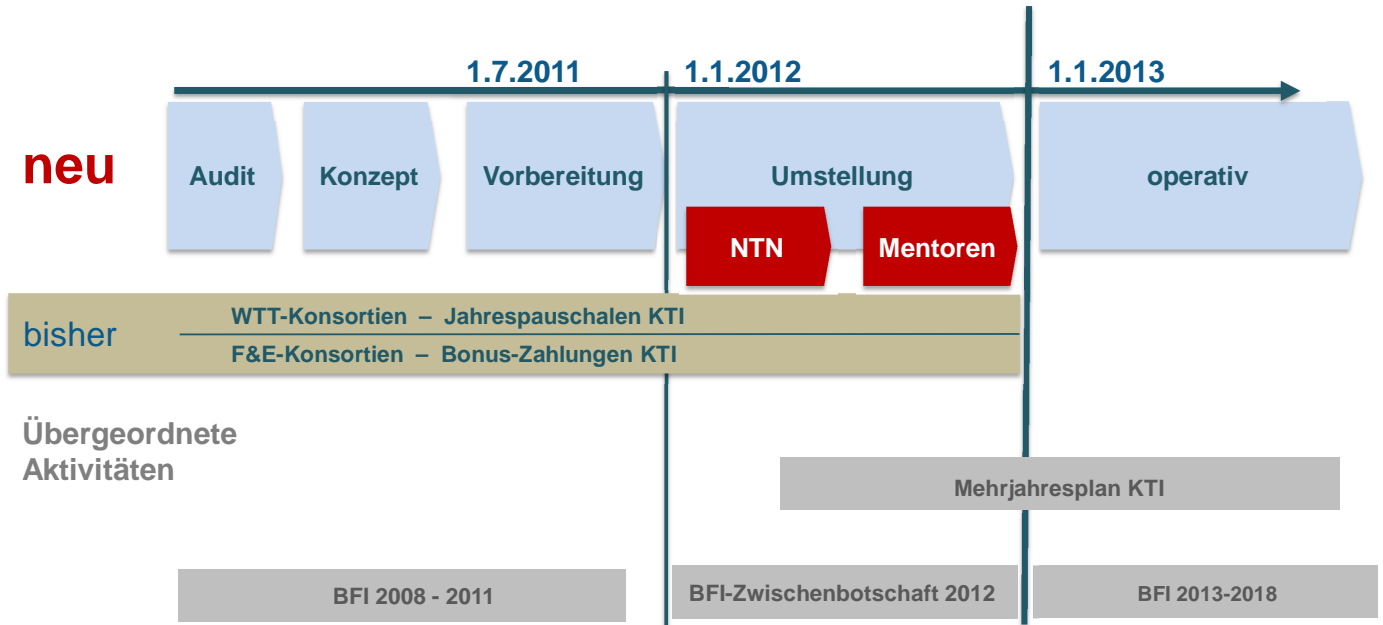 1.7.2011 1.1.2012 1.1.2013
neu Audit Konzept Vorbereitung Umstellung operativ
NTN Mentoren
bisher
WTT-Konsortien – Jahrespauschalen KTI
F&E-Konsortien – Bonus-Zahlungen KTI
Übergeordnete
Aktivitäten
Mehrjahresplan KTI
BFI 2008 - 2011 BFI-Zwischenbotschaft 2012 BFI 2013-2018